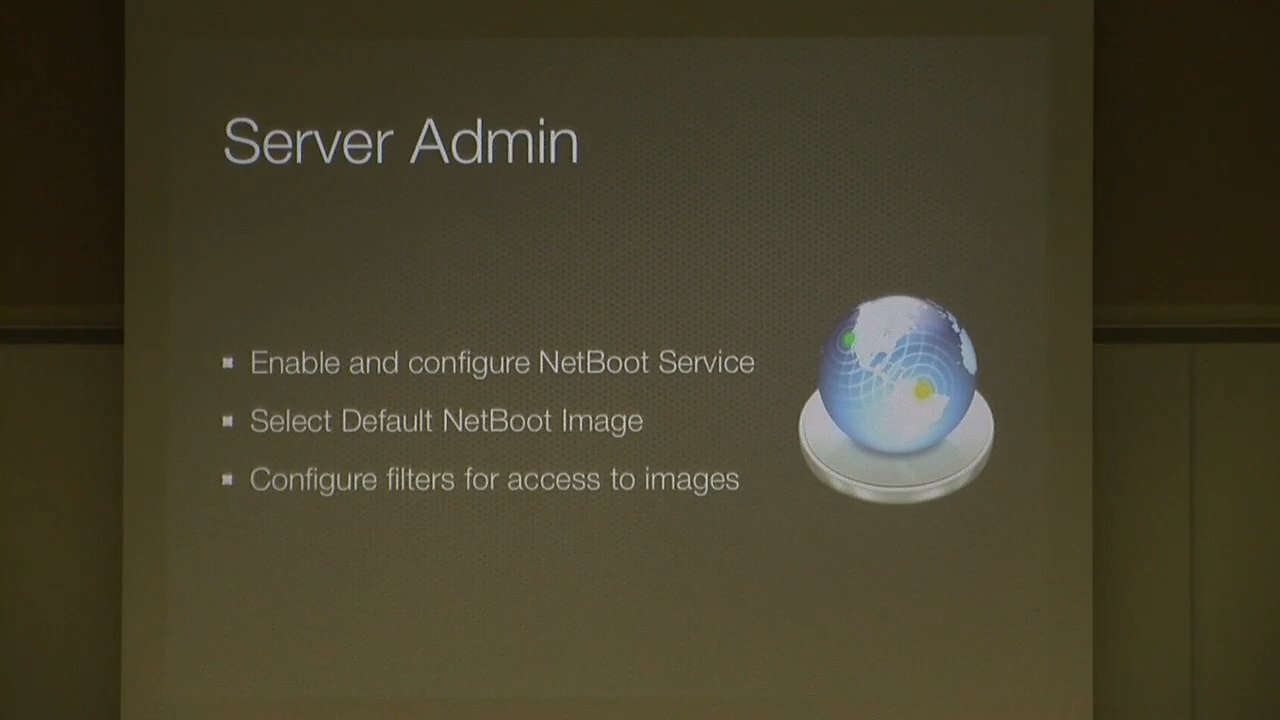 Server Admin
Enable and configure NetBoot Service
Select Default NetBoot Image
Configure filters for access to images